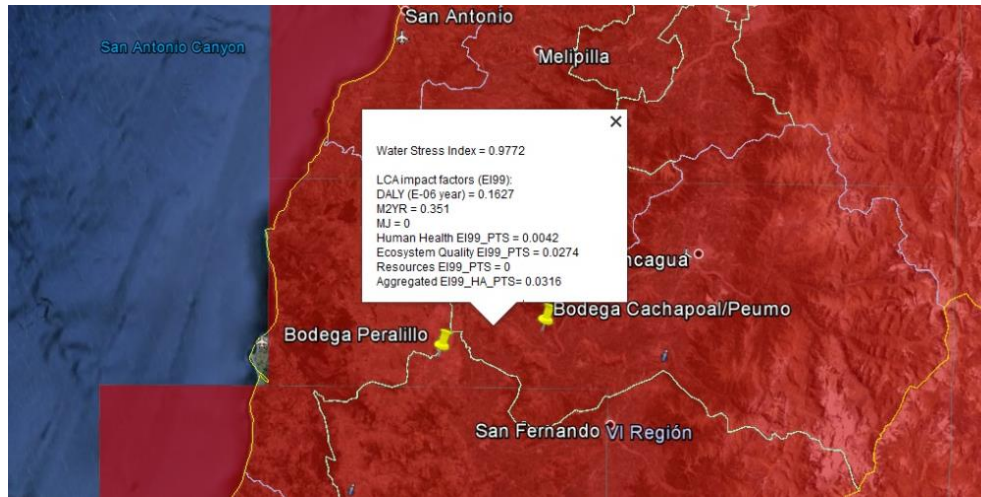 San Antonio
San Antonio Canyon
Melipilla
Water Stress Index = 0.9772
LCA impact factors (EI99):
DALY (E-06 year) = 0.1627
M2YR = 0.351
MJ = 0
Human Health EI99_PTS = 0.0042
Ecosystem Quality EI99_PTS = 0.0274
Resources EI99_PTS = 0
Aggregated EI99_HA_PTS= 0.0316
ncagua
Bodega Cachapoal/Peumo
Bodega Peralillo
San Fernando VI Región